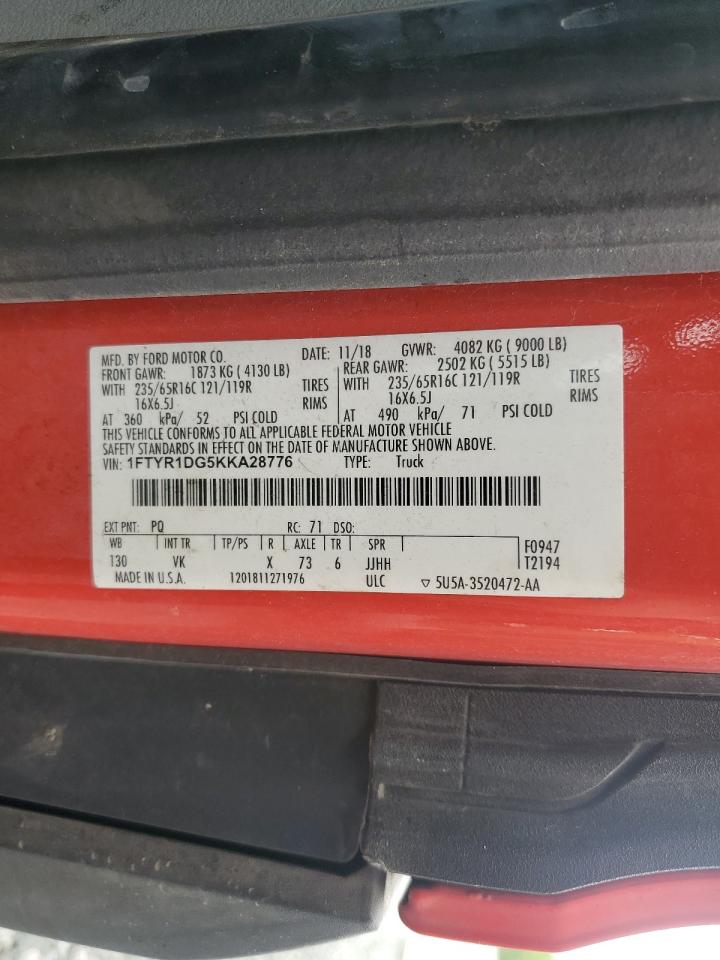 MFD. BY FORD MOTOR CO. DATE: 11/18 GVWR: 4082 KG ( 9000 LB)
FRONT GAWR: 1873 KG ( 4130 LB) REAR GAWR: 2502 KG ( 5515 LB)
WITH 235/65R16C 121/119R TIRES WITH 235/65R16C 121/119R TIRES
16X6.5J RIMS 16X6.5J RIMS
AT 360 kPa/ 52 PSI COLD AT 490 kPa/ 71 PSI COLD
THIS VEHICLE CONFORMS TO ALL APPLICABLE FEDERAL MOTOR VEHICLE
SAFETY STANDARDS IN EFFECT ON THE DATE OF MANUFACTURE SHOWN ABOVE.
VIN: 1FTYR1DG5KKA28776 TYPE: Truck
EXT PNT: PQ RC: 71 DSO:
WB INT TR TP/PS R AXLE TR SPR F0947
130 VK X 73 6 JJHH T2194
MADE IN U.S.A. 1201811271976 ULC ▽ 5U5A-3520472-AA